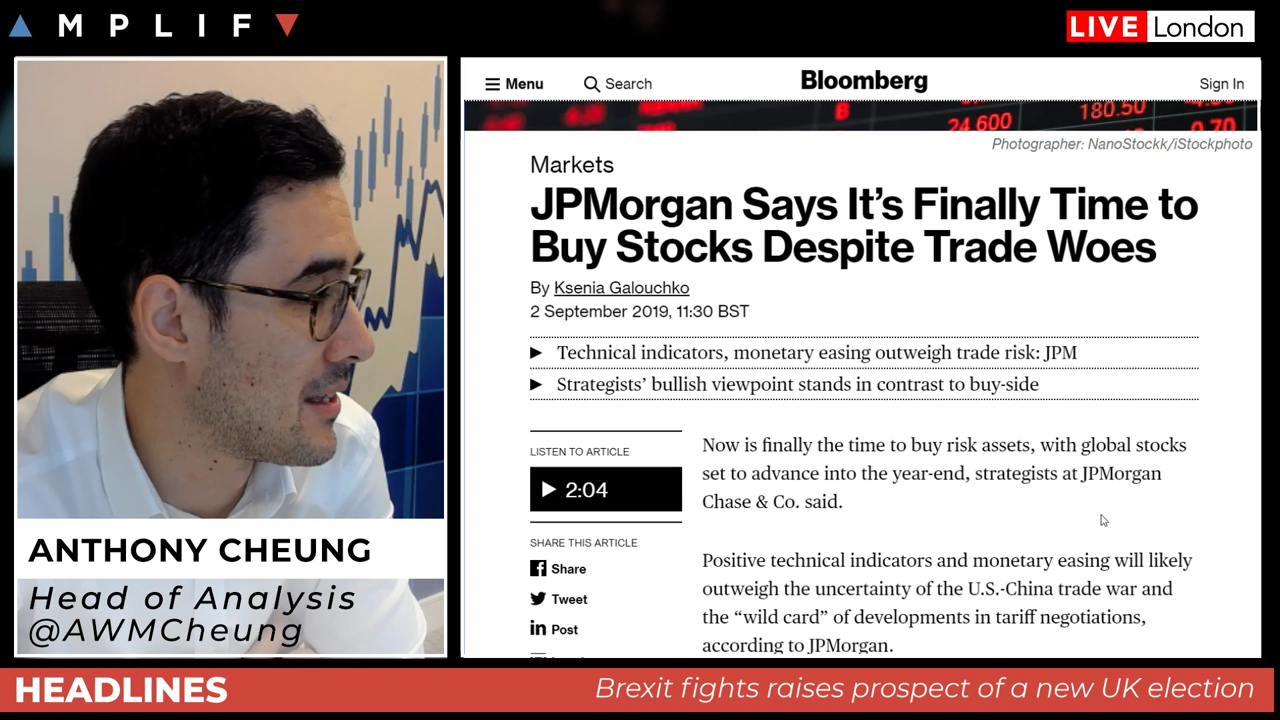 AMPLIFY
LIVE London
Menu
Search
Bloomberg
Sign In
B
24 600
180.50
0.70
Photographer: NanoStockk/iStockphoto
Markets
JPMorgan Says It’s Finally Time to
Buy Stocks Despite Trade Woes
By Ksenia Galouchko
2 September 2019, 11:30 BST
Technical indicators, monetary easing outweigh trade risk: JPM
Strategists’ bullish viewpoint stands in contrast to buy-side
LISTEN TO ARTICLE
2:04
SHARE THIS ARTICLE
Share
Tweet
Post
Now is finally the time to buy risk assets, with global stocks
set to advance into the year-end, strategists at JPMorgan
Chase & Co. said.
Positive technical indicators and monetary easing will likely
outweigh the uncertainty of the U.S.-China trade war and
the “wild card” of developments in tariff negotiations,
according to JPMorgan.
ANTHONY CHEUNG
Head of Analysis
@AWMCheung
HEADLINES
Brexit fights raises prospect of a new UK election